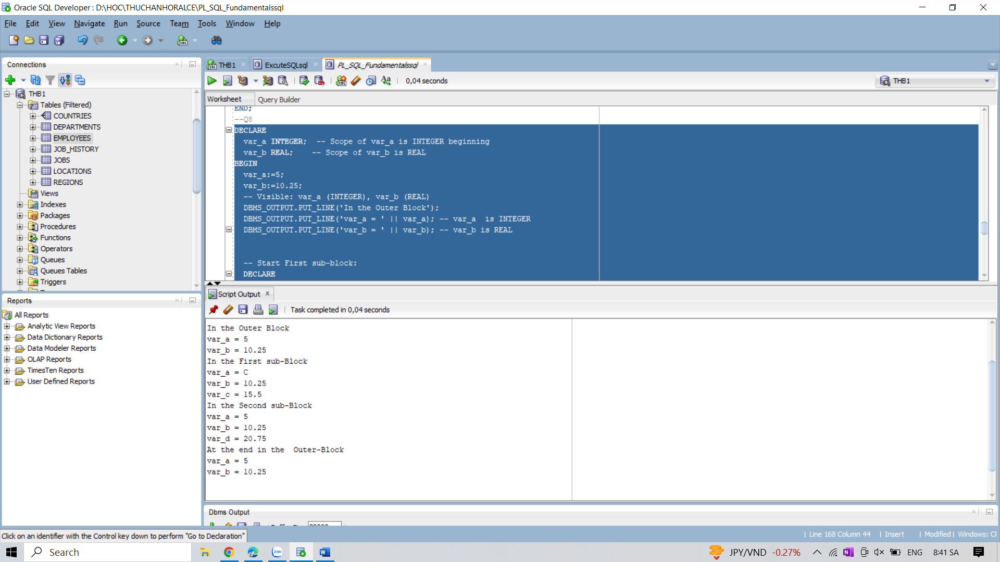 Oracle SQL Developer : D:\HOC\THUCHANHORALCE\PL_SQL_Fundamentalssql
File Edit View Navigate Run Source Team Tools Window Help
Connections
THB1
Tables (Filtered)
COUNTRIES
DEPARTMENTS
EMPLOYEES
JOB_HISTORY
JOBS
LOCATIONS
REGIONS
Views
Indexes
Packages
Procedures
Functions
Operators
Queues
Queues Tables
Triggers
Reports
All Reports
Analytic View Reports
Data Dictionary Reports
Data Modeler Reports
OLAP Reports
TimesTen Reports
User Defined Reports
THB1 ExcuteSQLsql PL_SQL_Fundamentalssql
0,04 seconds THB1
Worksheet Query Builder
END;
--Q8
DECLARE
var_a INTEGER;  -- Scope of var_a is INTEGER beginning
var_b REAL;    -- Scope of var_b is REAL
BEGIN
var_a:=5;
var_b:=10.25;
-- Visible: var_a (INTEGER), var_b (REAL)
DBMS_OUTPUT.PUT_LINE('In the Outer Block');
DBMS_OUTPUT.PUT_LINE('var_a = ' || var_a); -- var_a  is INTEGER
DBMS_OUTPUT.PUT_LINE('var_b = ' || var_b); -- var_b is REAL
-- Start First sub-block:
DECLARE
Script Output
Task completed in 0,04 seconds
In the Outer Block
var_a = 5
var_b = 10.25
In the First sub-Block
var_a = C
var_b = 10.25
var_c = 15.5
In the Second sub-Block
var_a = 5
var_b = 10.25
var_d = 20.75
At the end in the  Outer-Block
var_a = 5
var_b = 10.25
Dbms Output
Click on an identifier with the Control key down to perform "Go to Declaration"
| Line 168 Column 44 | Insert | Modified | Windows:
Search
JPY/VND -0.27% ENG 8:41 SA